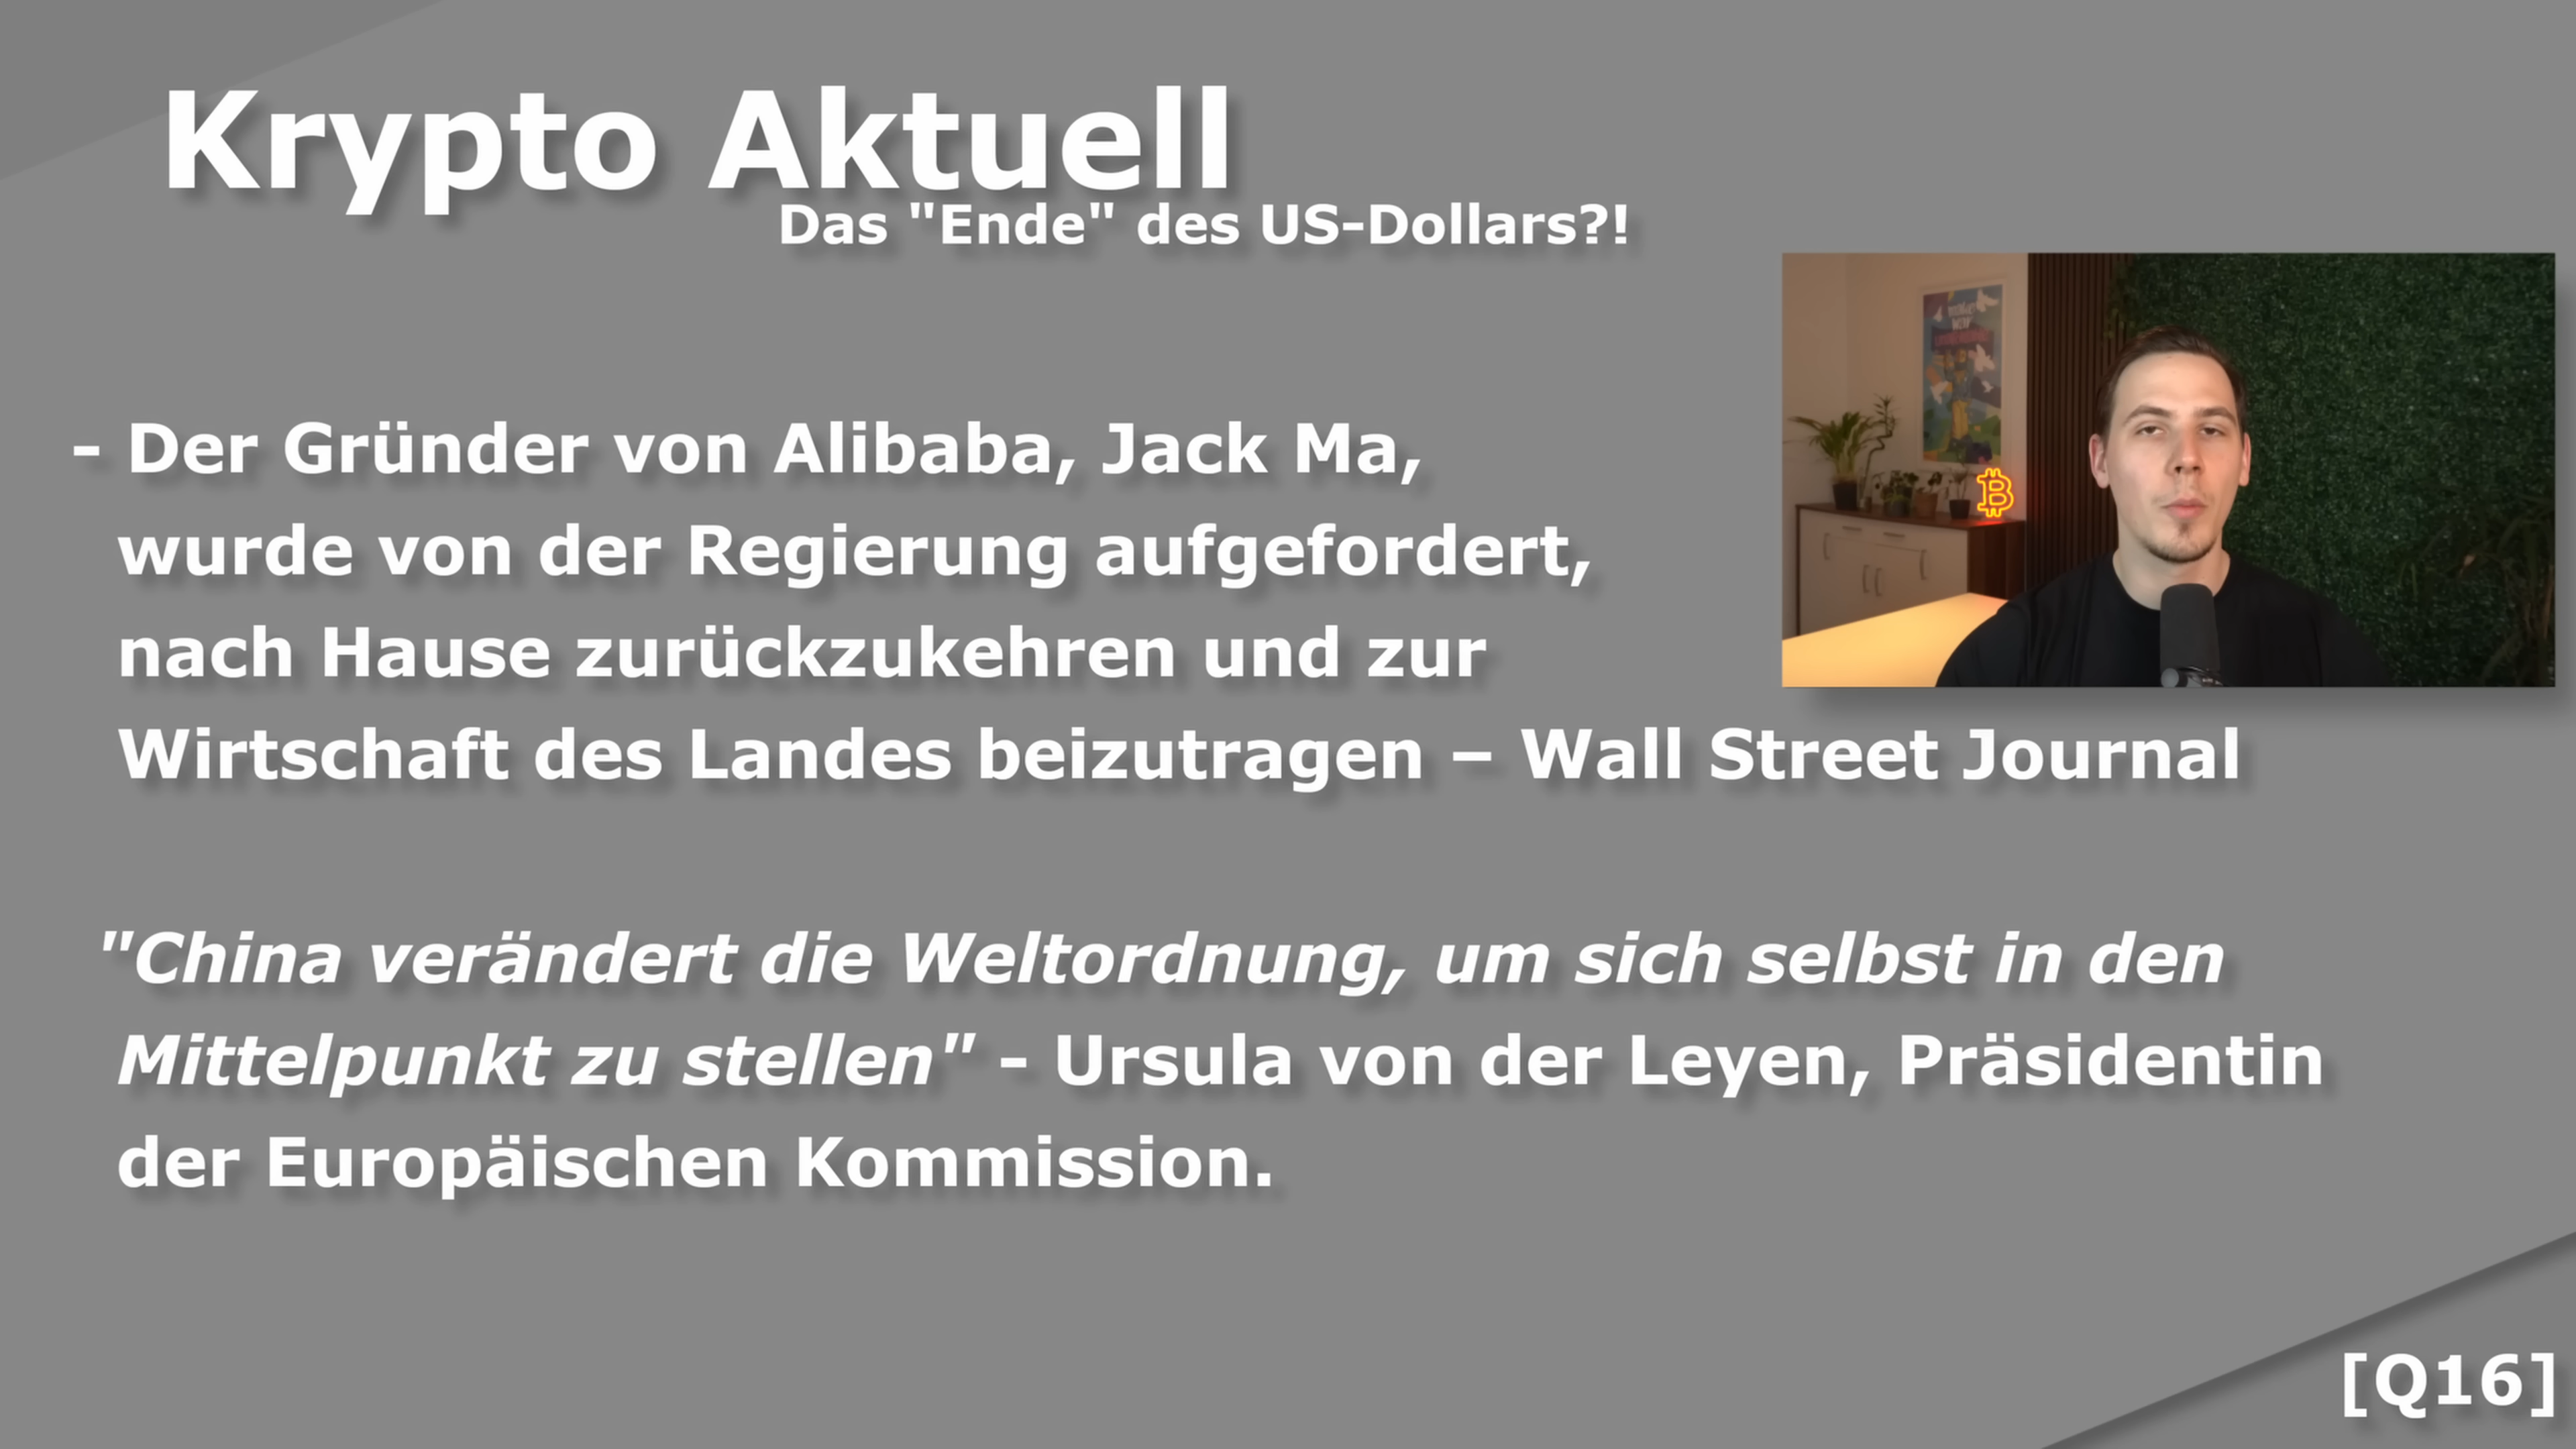 Krypto Aktuell
Das "Ende" des US-Dollars?!
- Der Gründer von Alibaba, Jack Ma,
wurde von der Regierung aufgefordert,
nach Hause zurückzukehren und zur
Wirtschaft des Landes beizutragen – Wall Street Journal
"China verändert die Weltordnung, um sich selbst in den
Mittelpunkt zu stellen" - Ursula von der Leyen, Präsidentin
der Europäischen Kommission.
[Q16]